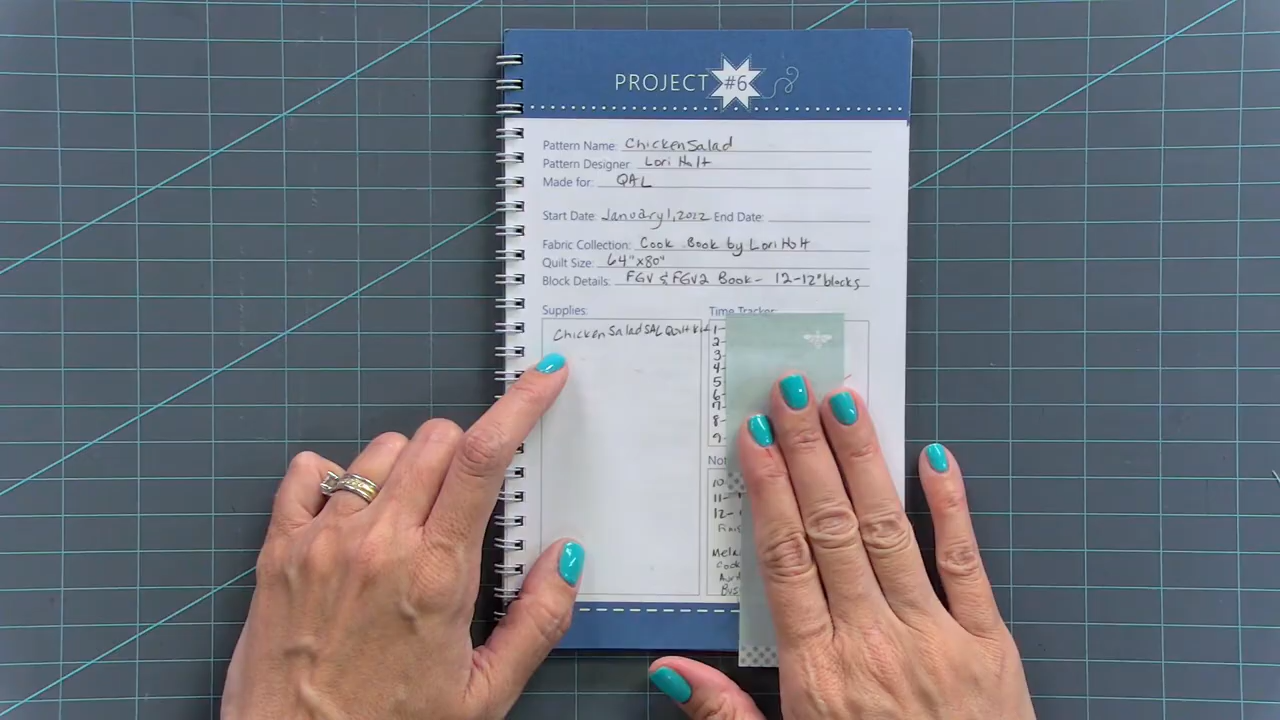 PROJECT #6
Pattern Name: Chicken Salad
Pattern Designer Lori Holt
Made for: QAL
Start Date: January 1, 2022 End Date:
Fabric Collection: Cook Book by Lori Holt
Quilt Size: 64"x80"
Block Details: FGV & FGV2 Book- 12-12" blocks
Supplies: Time Tracker:
Chicken Salad SAL Quilt Kit 1-
2-
3-
4-
5
6-
7-
8-
9-
Not
10-
11-
12-